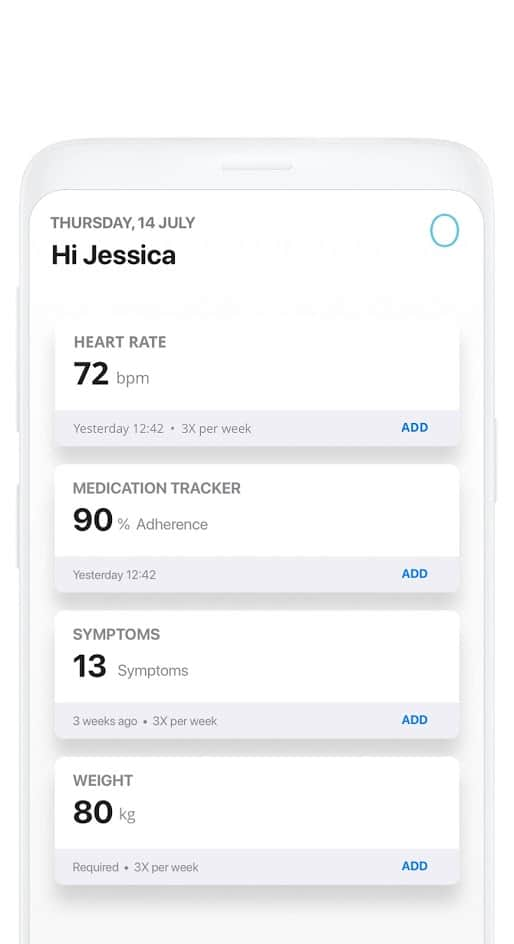 THURSDAY, 14 JULY
Hi Jessica
HEART RATE
72 bpm
Yesterday 12:42 • 3X per week ADD
MEDICATION TRACKER
90 % Adherence
Yesterday 12:42 ADD
SYMPTOMS
13 Symptoms
3 weeks ago • 3X per week ADD
WEIGHT
80 kg
Required • 3X per week ADD